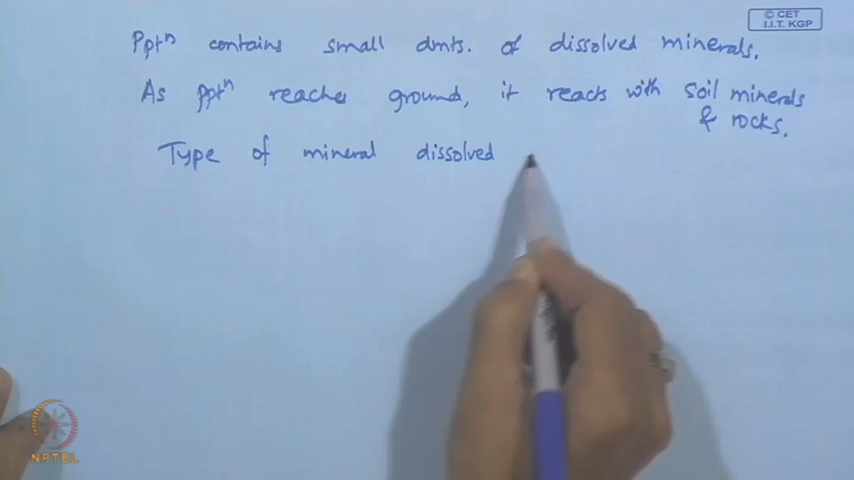 © CET
I.I.T. KGP
Pptⁿ contains small amts. of dissolved minerals.
As pptⁿ reaches ground, it reacts with soil minerals
& rocks.
Type of mineral dissolved
NPTEL